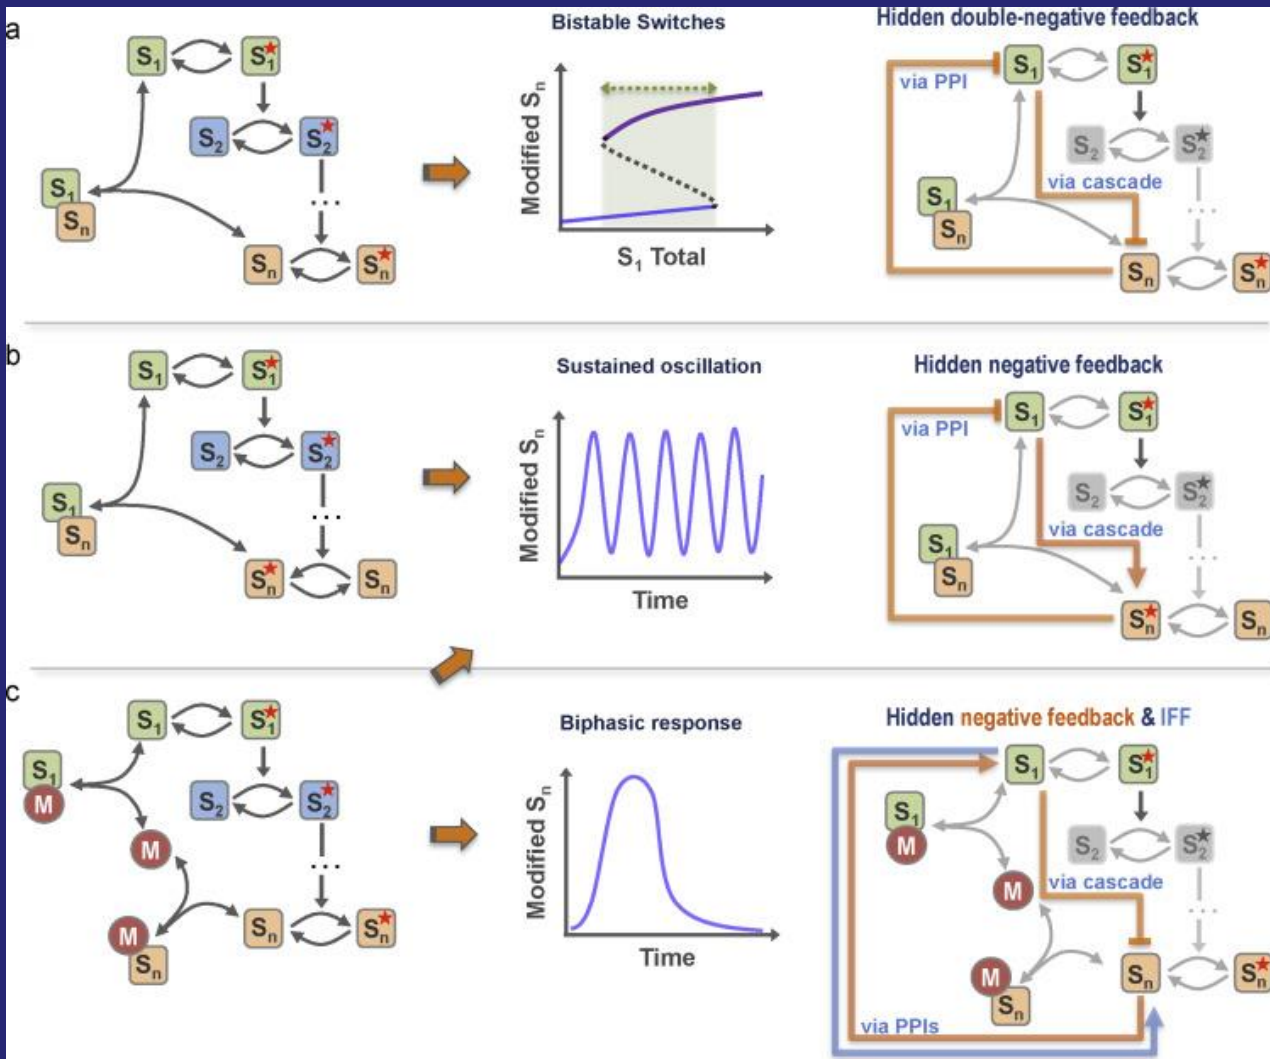 a
S1
S1★
S2
S2★
...
S1
Sn
Sn
Sn★
Bistable Switches
Modified Sn
S1 Total
Hidden double-negative feedback
via PPI
S1
S1★
S2
S2★
via cascade
...
S1
Sn
Sn
Sn★
b
S1
S1★
S2
S2★
...
S1
Sn
Sn★
Sn
Sustained oscillation
Modified Sn
Time
Hidden negative feedback
via PPI
S1
S1★
S2
S2★
via cascade
...
S1
Sn
Sn★
Sn
c
S1
S1★
S1
M
S2
S2★
M
...
M
Sn
Sn
Sn★
Biphasic response
Modified Sn
Time
Hidden negative feedback & IFF
S1
S1★
S1
M
S2
S2★
M
via cascade
...
M
Sn
Sn
Sn★
via PPIs